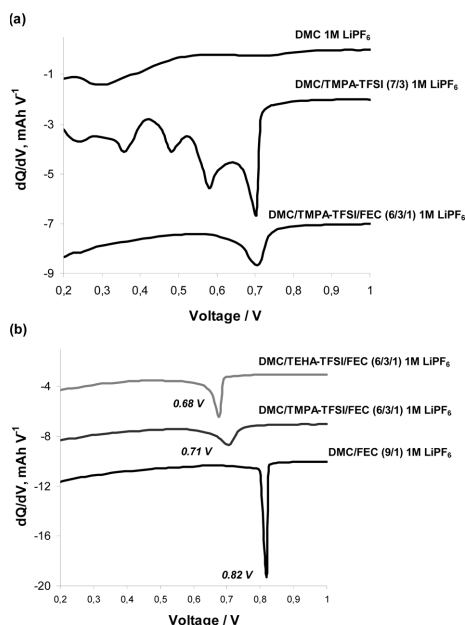 (a)
DMC 1M LiPF6
-1
DMC/TMPA-TFSI (7/3) 1M LiPF6
-3
-5
DMC/TMPA-TFSI/FEC (6/3/1) 1M LiPF6
-7
-9
dQ/dV, mAh V-1
0,2 0,3 0,4 0,5 0,6 0,7 0,8 0,9 1
Voltage / V
(b)
DMC/TEHA-TFSI/FEC (6/3/1) 1M LiPF6
-4
0.68 V
DMC/TMPA-TFSI/FEC (6/3/1) 1M LiPF6
-8
0.71 V
DMC/FEC (9/1) 1M LiPF6
-12
-16
0.82 V
-20
dQ/dV, mAh V-1
0,2 0,3 0,4 0,5 0,6 0,7 0,8 0,9 1
Voltage / V